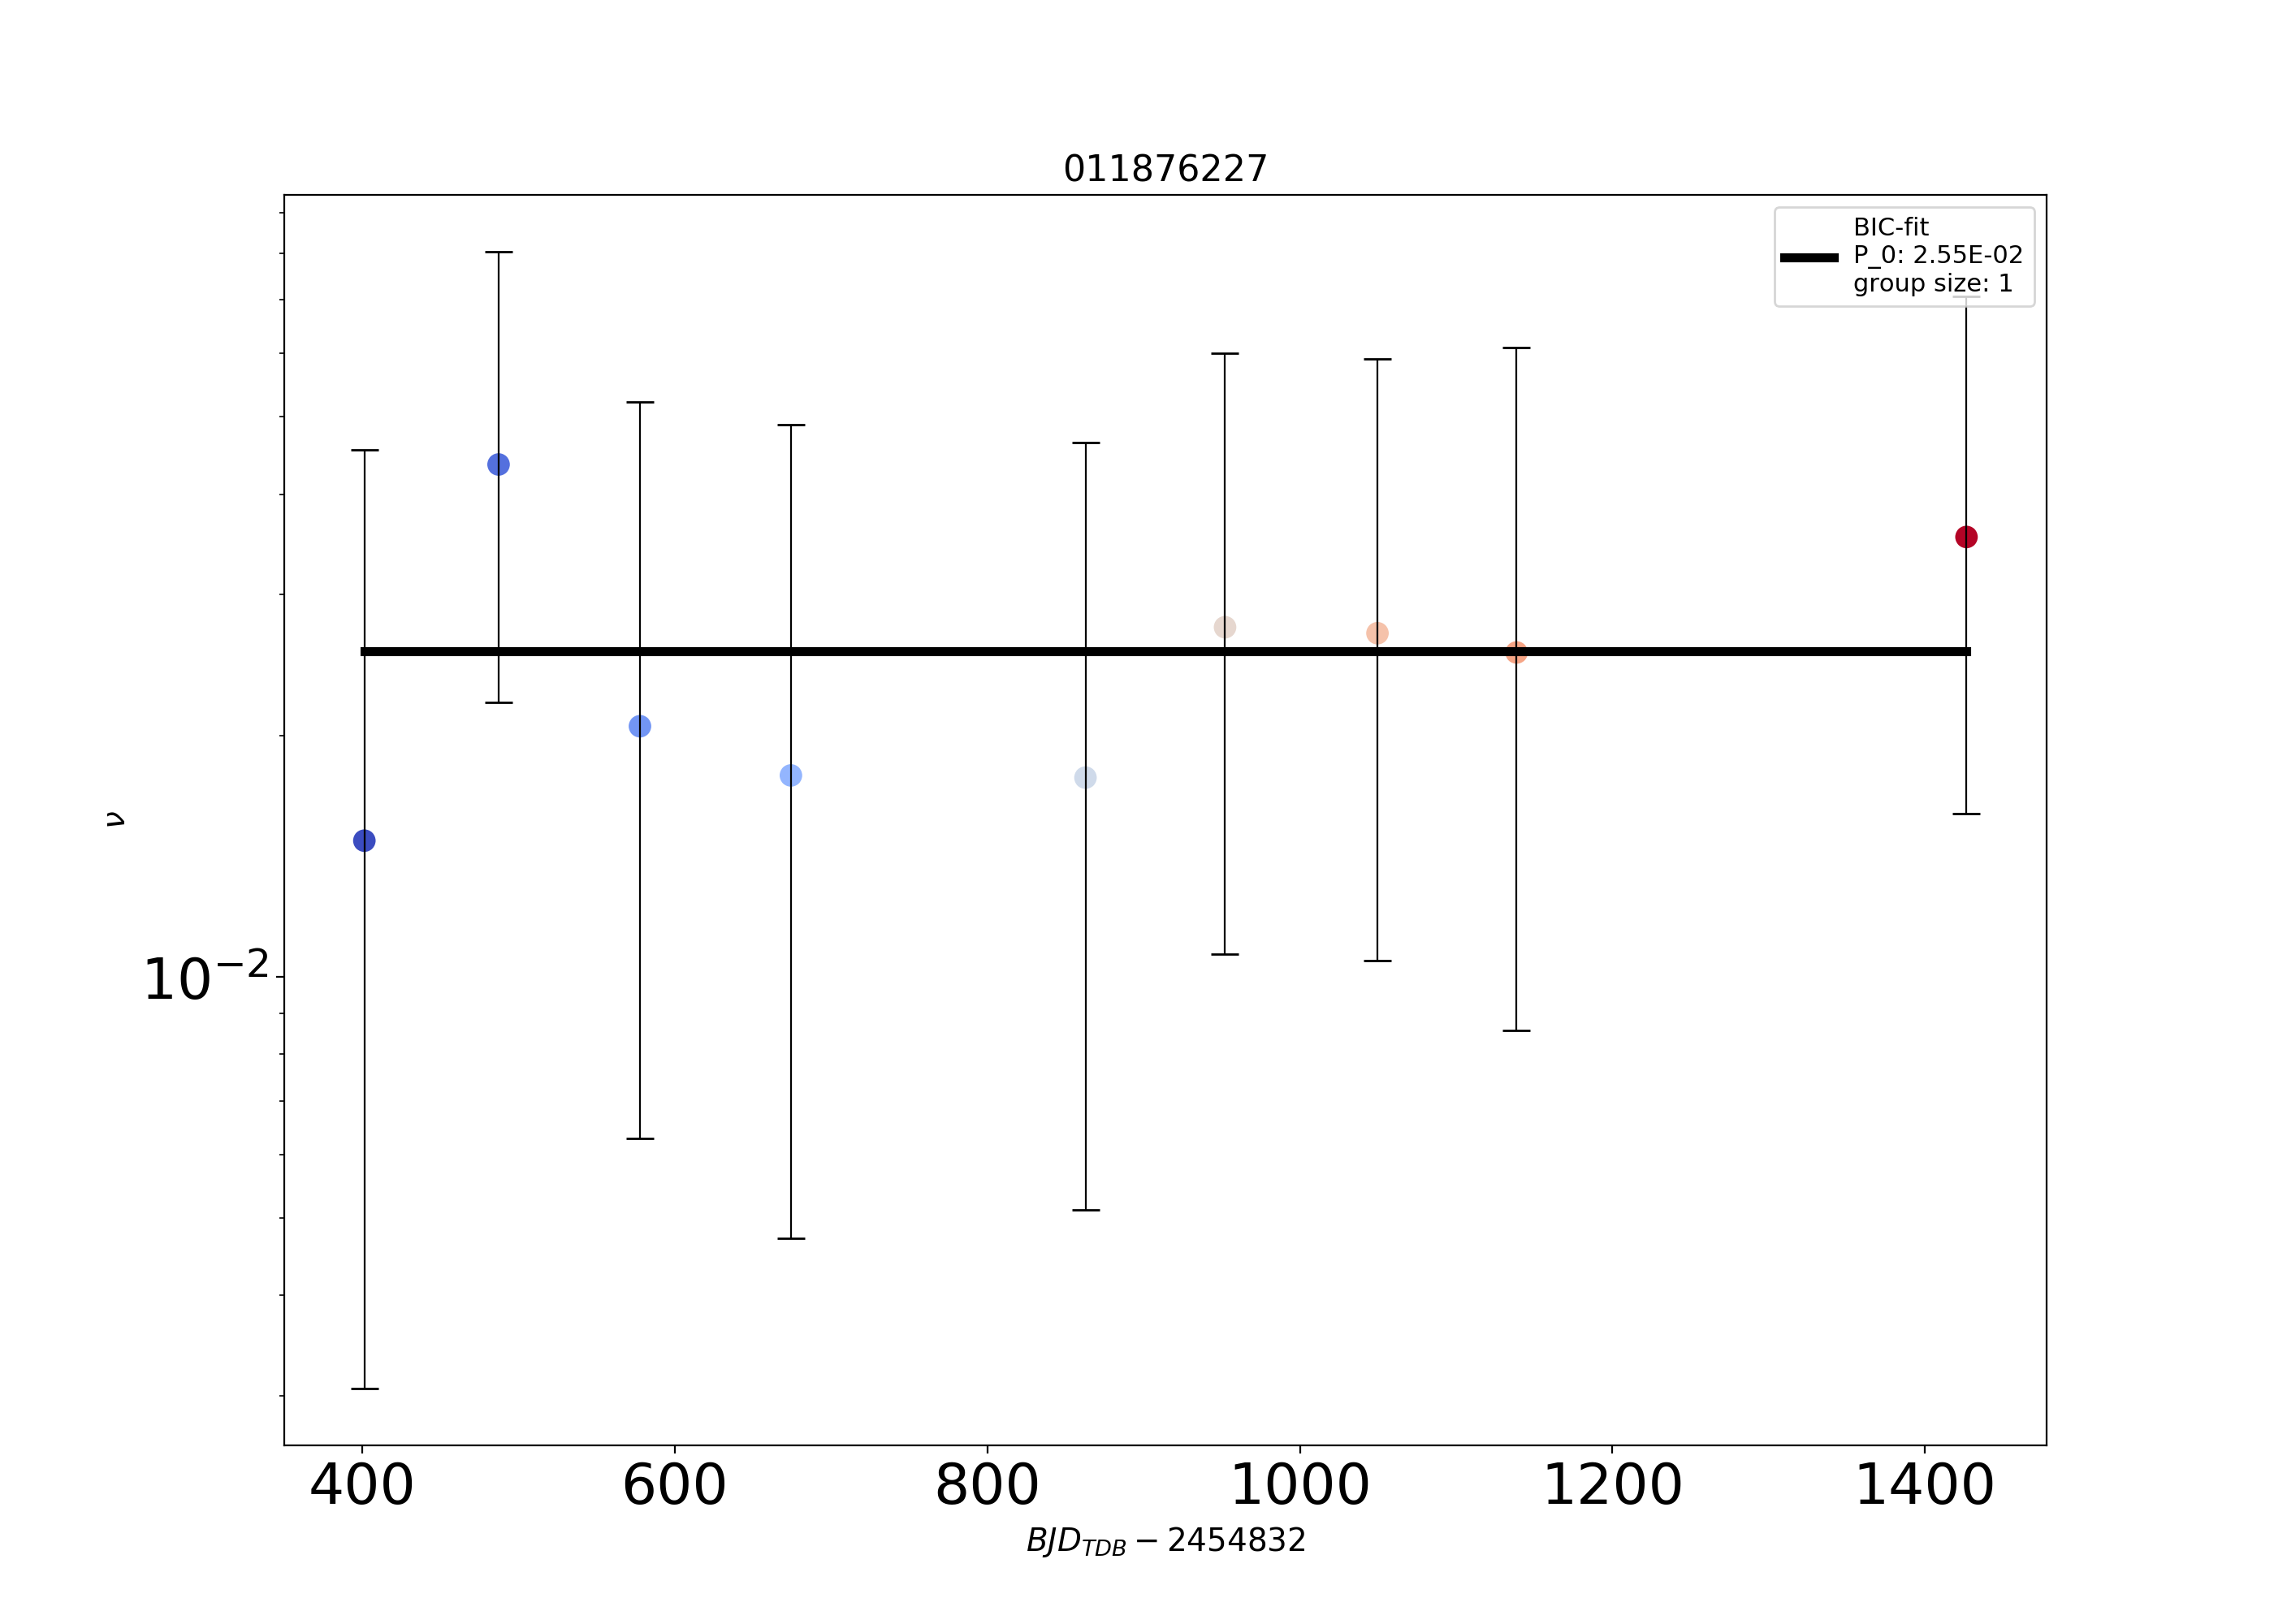 011876227
BIC-fit
P_0: 2.55E-02
group size: 1
ν
10⁻²
400 600 800 1000 1200 1400
BJD_TDB − 2454832